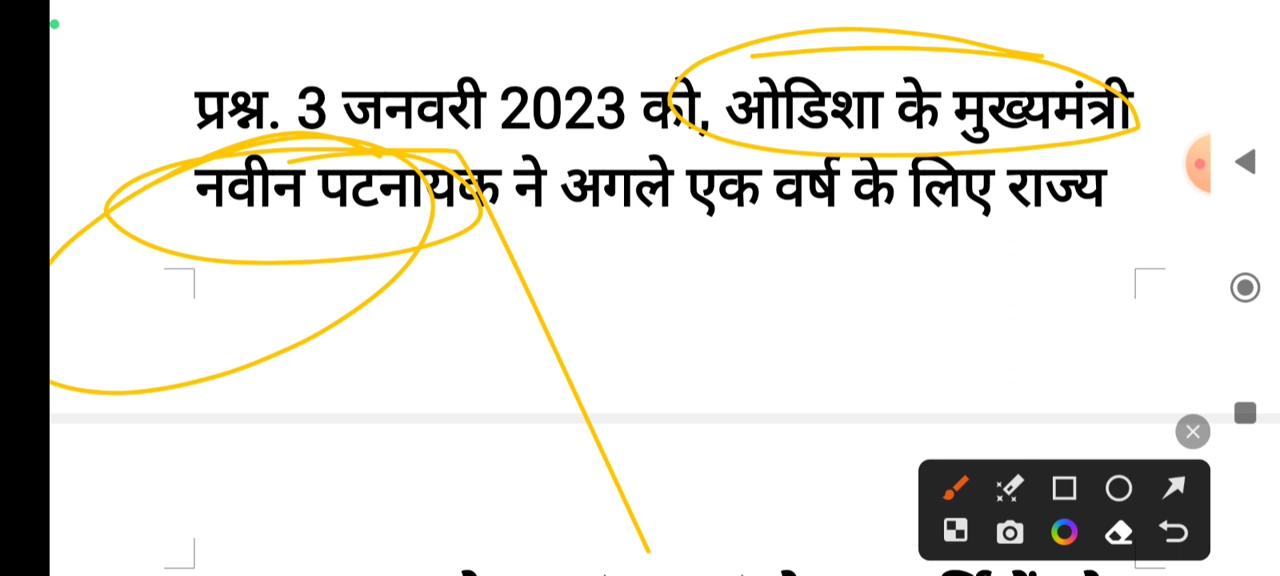 प्रश्न. 3 जनवरी 2023 को, ओडिशा के मुख्यमंत्री
नवीन पटनायक ने अगले एक वर्ष के लिए राज्य